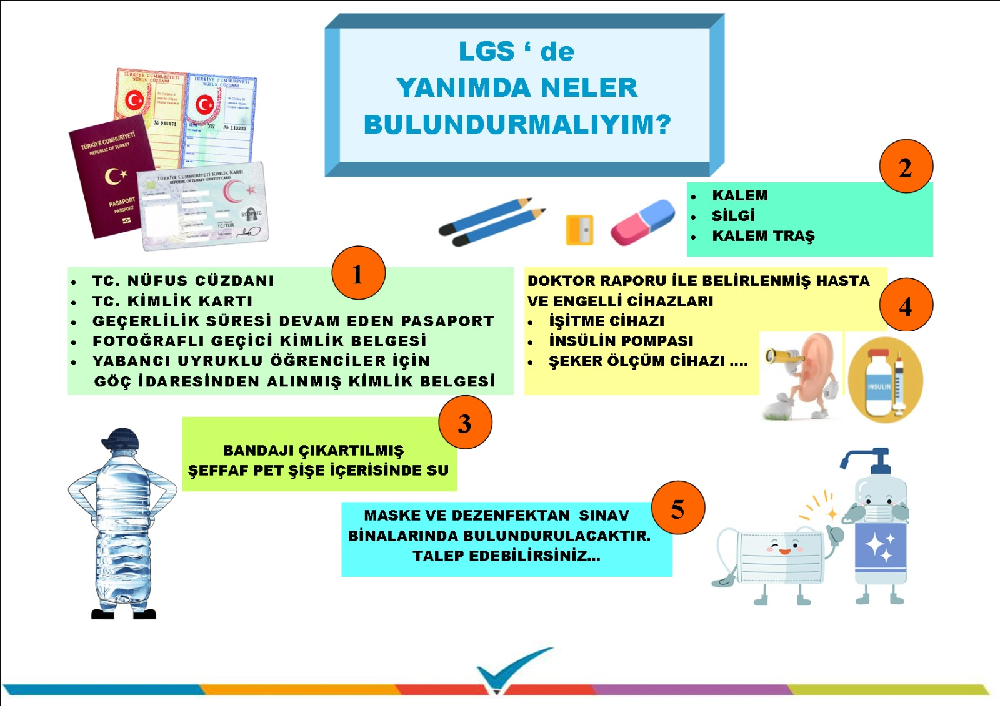 LGS ‘ de
YANIMDA NELER
BULUNDURMALIYIM?
TÜRKİYE CUMHURİYETİ
NÜFUS CÜZDANI
TÜRKİYE CUMHURİYETİ
NÜFUS CÜZDANI
№ 988871
№ 113223
TÜRKİYE CUMHURİYETİ
REPUBLIC OF TURKEY
PASAPORT
PASSPORT
TÜRKİYE CUMHURİYETİ KİMLİK KARTI
REPUBLIC OF TURKEY IDENTITY CARD
TC/TUR
2
• KALEM
• SİLGİ
• KALEM TRAŞ
1
• TC. NÜFUS CÜZDANI
• TC. KİMLİK KARTI
• GEÇERLİLİK SÜRESİ DEVAM EDEN PASAPORT
• FOTOĞRAFLI GEÇİCİ KİMLİK BELGESİ
• YABANCI UYRUKLU ÖĞRENCİLER İÇİN
GÖÇ İDARESİNDEN ALINMIŞ KİMLİK BELGESİ
4
DOKTOR RAPORU İLE BELİRLENMİŞ HASTA
VE ENGELLİ CİHAZLARI
• İŞİTME CİHAZI
• İNSÜLİN POMPASI
• ŞEKER ÖLÇÜM CİHAZI ....
INSULIN
3
BANDAJI ÇIKARTILMIŞ
ŞEFFAF PET ŞİŞE İÇERİSİNDE SU
5
MASKE VE DEZENFEKTAN SINAV
BİNALARINDA BULUNDURULACAKTIR.
TALEP EDEBİLİRSİNİZ...